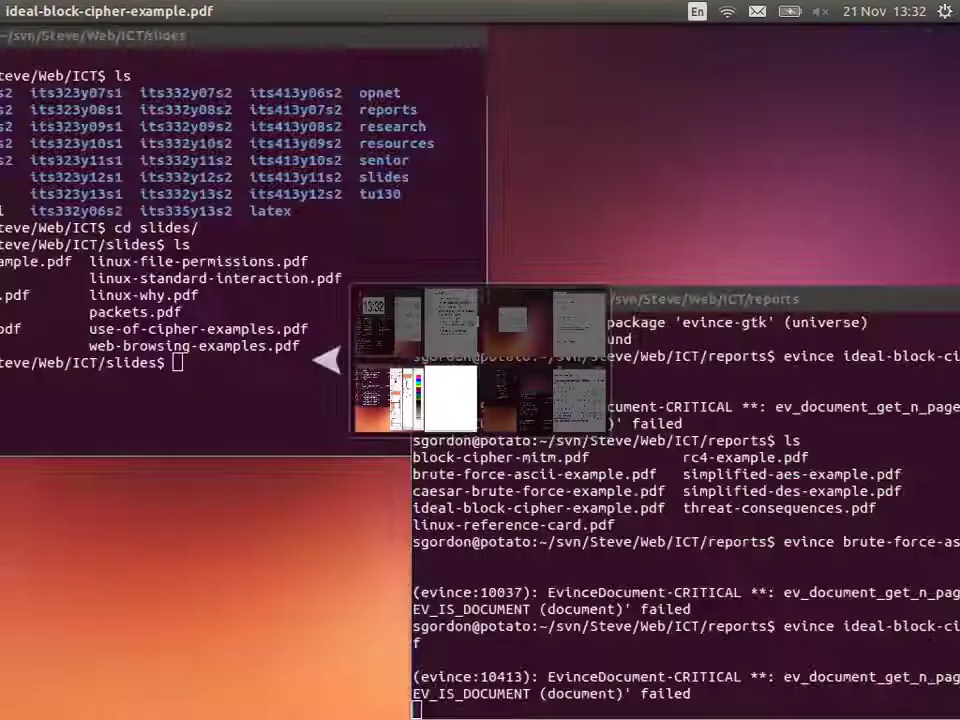 ideal-block-cipher-example.pdf
En
21 Nov 13:32
~/svn/Steve/Web/ICT/slides
teve/Web/ICT$ ls
s2 its323y07s1 its332y07s2 its413y06s2 opnet
s2 its323y08s1 its332y08s2 its413y07s2 reports
s2 its323y09s1 its332y09s2 its413y08s2 research
s2 its323y10s1 its332y10s2 its413y09s2 resources
s2 its323y11s1 its332y11s2 its413y10s2 senior
its323y12s1 its332y12s2 its413y11s2 slides
its323y13s1 its332y13s2 its413y12s2 tu130
l its332y06s2 its335y13s2 latex
teve/Web/ICT$ cd slides/
teve/Web/ICT/slides$ ls
ample.pdf linux-file-permissions.pdf
linux-standard-interaction.pdf
.pdf linux-why.pdf
packets.pdf
pdf use-of-cipher-examples.pdf
web-browsing-examples.pdf
teve/Web/ICT/slides$
13:32
/svn/Steve/Web/ICT/reports
package 'evince-gtk' (universe)
und
sgordon@potato:~/svn/Steve/Web/ICT/reports$ evince ideal-block-ci
cument-CRITICAL **: ev_document_get_n_pag
)' failed
sgordon@potato:~/svn/Steve/Web/ICT/reports$ ls
block-cipher-mitm.pdf rc4-example.pdf
brute-force-ascii-example.pdf simplified-aes-example.pdf
caesar-brute-force-example.pdf simplified-des-example.pdf
ideal-block-cipher-example.pdf threat-consequences.pdf
linux-reference-card.pdf
sgordon@potato:~/svn/Steve/Web/ICT/reports$ evince brute-force-as
(evince:10037): EvinceDocument-CRITICAL **: ev_document_get_n_pag
EV_IS_DOCUMENT (document)' failed
sgordon@potato:~/svn/Steve/Web/ICT/reports$ evince ideal-block-ci
f
(evince:10413): EvinceDocument-CRITICAL **: ev_document_get_n_pag
EV_IS_DOCUMENT (document)' failed